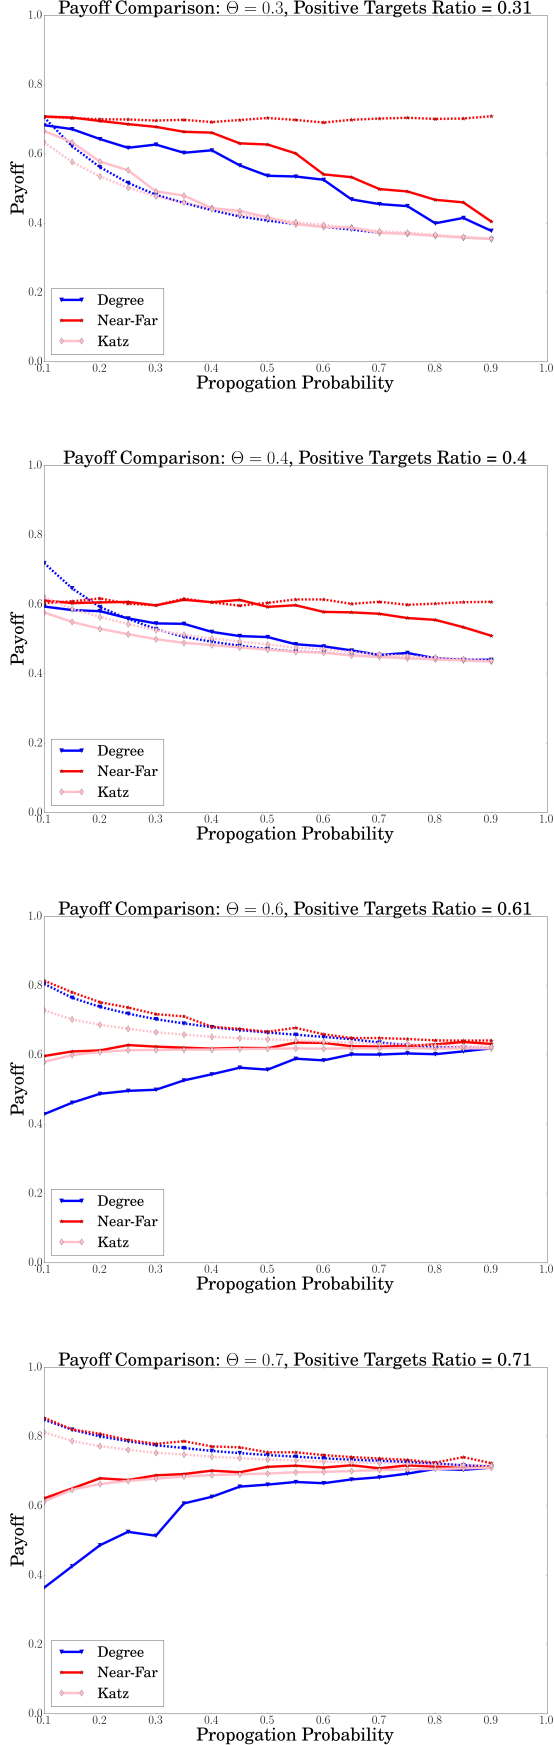 Payoff Comparison: Θ = 0.3, Positive Targets Ratio = 0.31
1.0
0.8
0.6
0.4
0.2
0.0
Payoff
Degree
Near-Far
Katz
0.1 0.2 0.3 0.4 0.5 0.6 0.7 0.8 0.9 1.0
Propogation Probability
Payoff Comparison: Θ = 0.4, Positive Targets Ratio = 0.4
1.0
0.8
0.6
0.4
0.2
0.0
Payoff
Degree
Near-Far
Katz
0.1 0.2 0.3 0.4 0.5 0.6 0.7 0.8 0.9 1.0
Propogation Probability
Payoff Comparison: Θ = 0.6, Positive Targets Ratio = 0.61
1.0
0.8
0.6
0.4
0.2
0.0
Payoff
Degree
Near-Far
Katz
0.1 0.2 0.3 0.4 0.5 0.6 0.7 0.8 0.9 1.0
Propogation Probability
Payoff Comparison: Θ = 0.7, Positive Targets Ratio = 0.71
1.0
0.8
0.6
0.4
0.2
0.0
Payoff
Degree
Near-Far
Katz
0.1 0.2 0.3 0.4 0.5 0.6 0.7 0.8 0.9 1.0
Propogation Probability